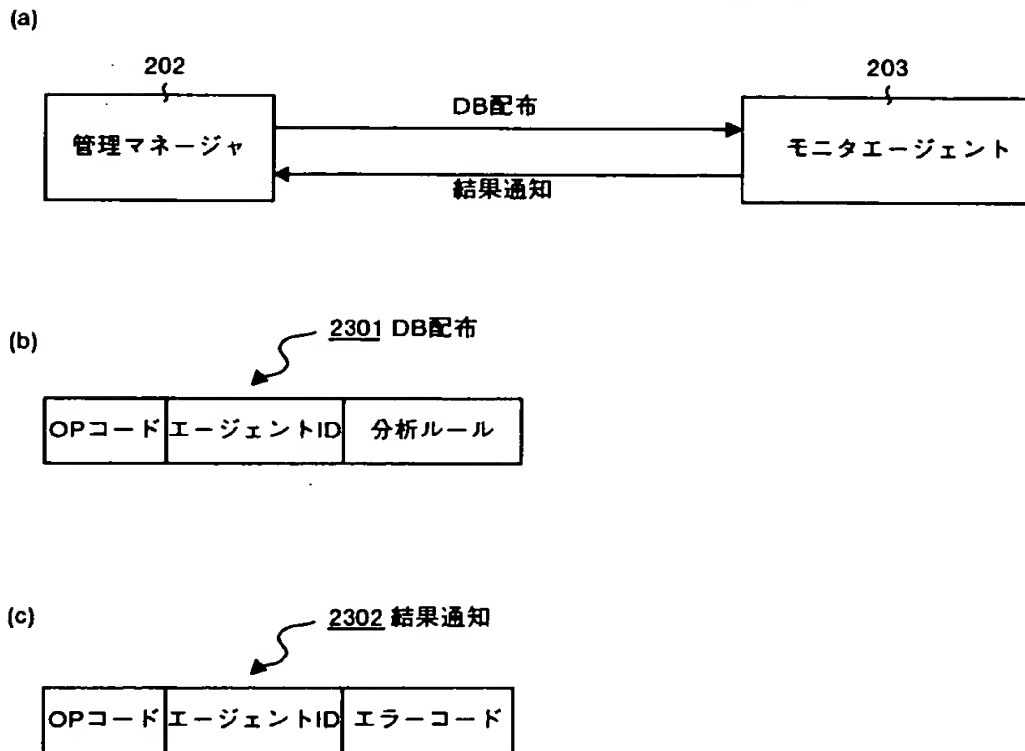 (a)
202
203
DB配布
管理マネージャ
モニタエージェント
結果通知
(b)
2301 DB配布
OPコード エージェントID 分析ルール
(c)
2302 結果通知
OPコード エージェントID エラーコード